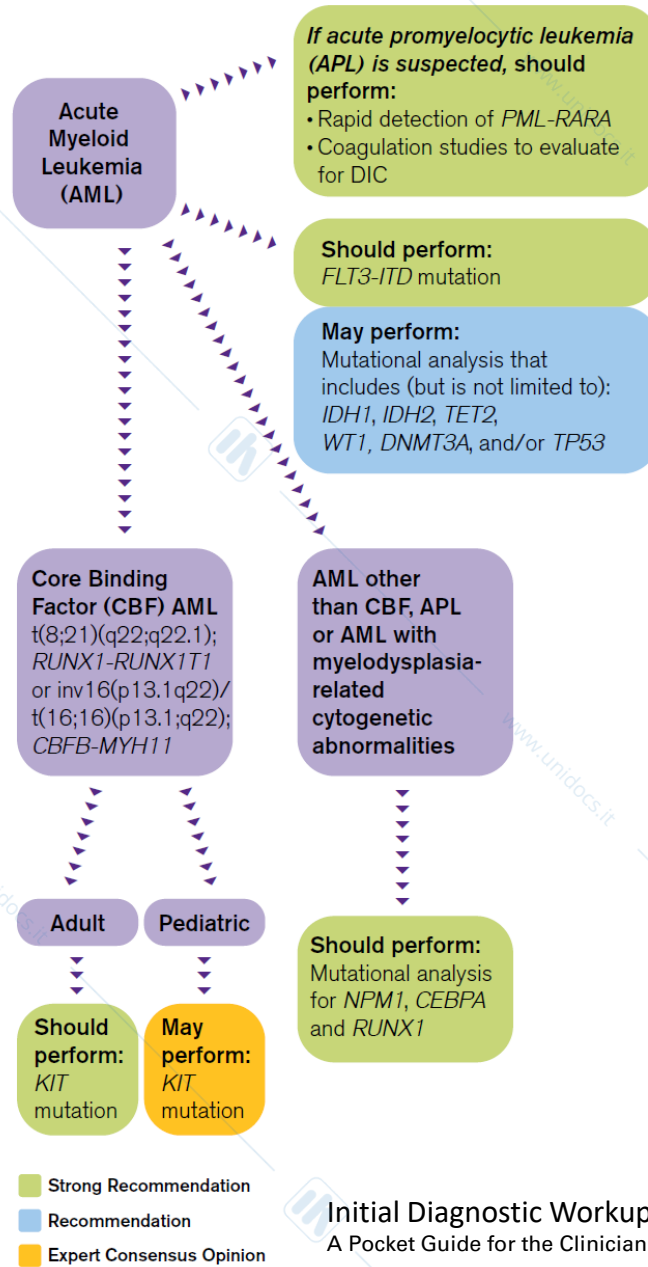 Acute
Myeloid
Leukemia
(AML)
If acute promyelocytic leukemia
(APL) is suspected, should
perform:
• Rapid detection of PML-RARA
• Coagulation studies to evaluate
for DIC
Should perform:
FLT3-ITD mutation
May perform:
Mutational analysis that
includes (but is not limited to):
IDH1, IDH2, TET2,
WT1, DNMT3A, and/or TP53
Core Binding
Factor (CBF) AML
t(8;21)(q22;q22.1);
RUNX1-RUNX1T1
or inv16(p13.1q22)/
t(16;16)(p13.1;q22);
CBFB-MYH11
AML other
than CBF, APL
or AML with
myelodysplasia-
related
cytogenetic
abnormalities
Adult
Pediatric
Should
perform:
KIT
mutation
May
perform:
KIT
mutation
Should perform:
Mutational analysis
for NPM1, CEBPA
and RUNX1
Strong Recommendation
Recommendation
Expert Consensus Opinion
Initial Diagnostic Workup
A Pocket Guide for the Clinician
www.unidocs.it
www.unidocs.it